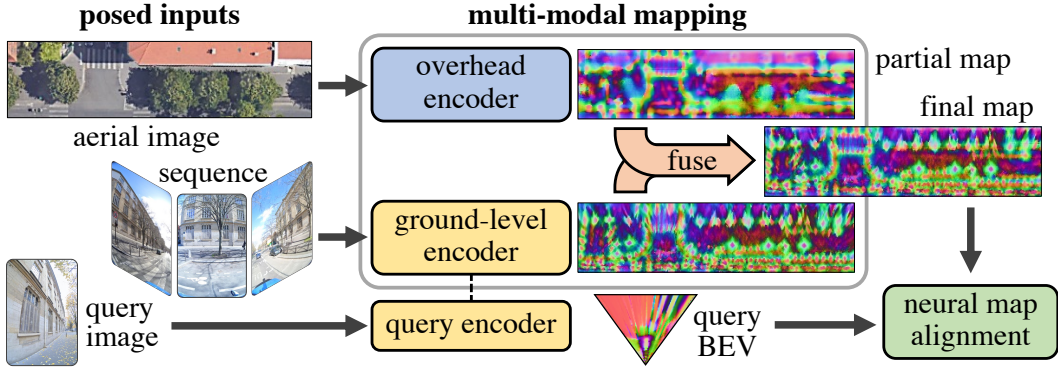 posed inputs
multi-modal mapping
overhead
encoder
partial map
final map
aerial image
sequence
fuse
ground-level
encoder
query
image
query encoder
query
BEV
neural map
alignment